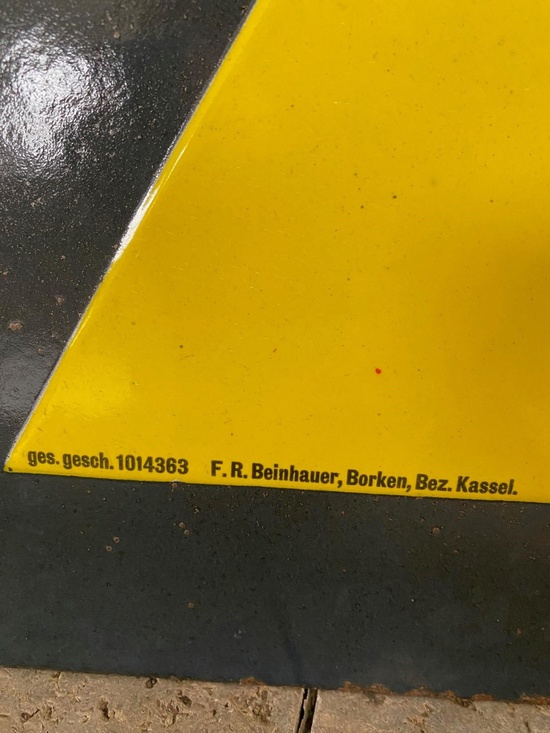 ges. gesch. 1014363 F. R. Beinhauer, Borken, Bez. Kassel.